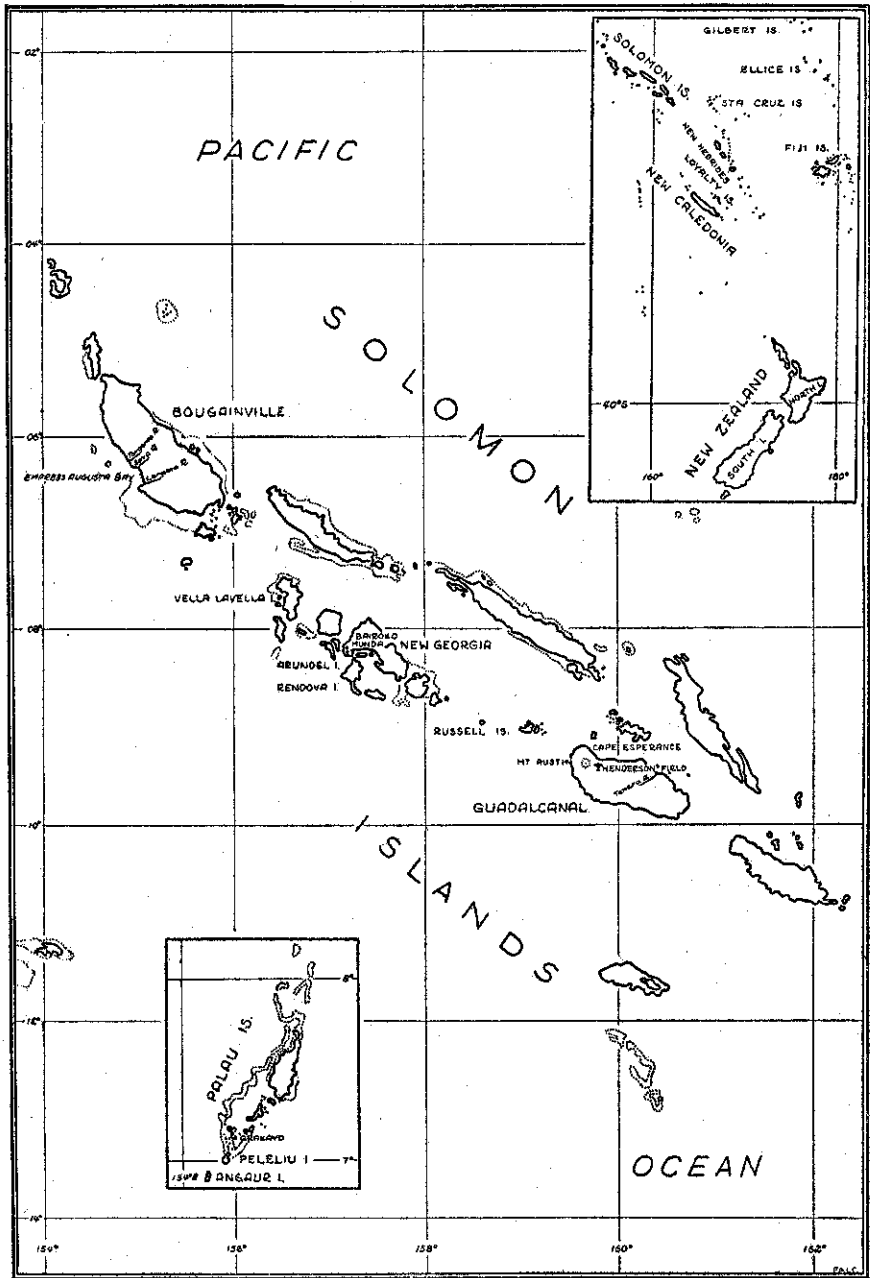 GILBERT IS.
SOLOMON IS.
ELLICE IS
STA CRUZ IS
NEW HEBRIDES
FIJI IS.
LOYALTY IS.
NEW CALEDONIA
NEW ZEALAND
NORTH I.
SOUTH I.
40°S
160°
180°
02°
PACIFIC
04°
SOLOMON
BOUGAINVILLE
06°
EMPRESS AUGUSTA BAY
VELLA LAVELLA
08°
BAIROKO
MUNDA
NEW GEORGIA
ARUNDEL I.
RENDOVA I.
RUSSELL IS.
CAPE ESPERANCE
MT AUSTIN
HENDERSON FIELD
GUADALCANAL
10°
ISLANDS
8°
12°
PALAU IS.
PELELIU I
7°
ANGAUR I.
OCEAN
14°
154°
156°
158°
160°
162°